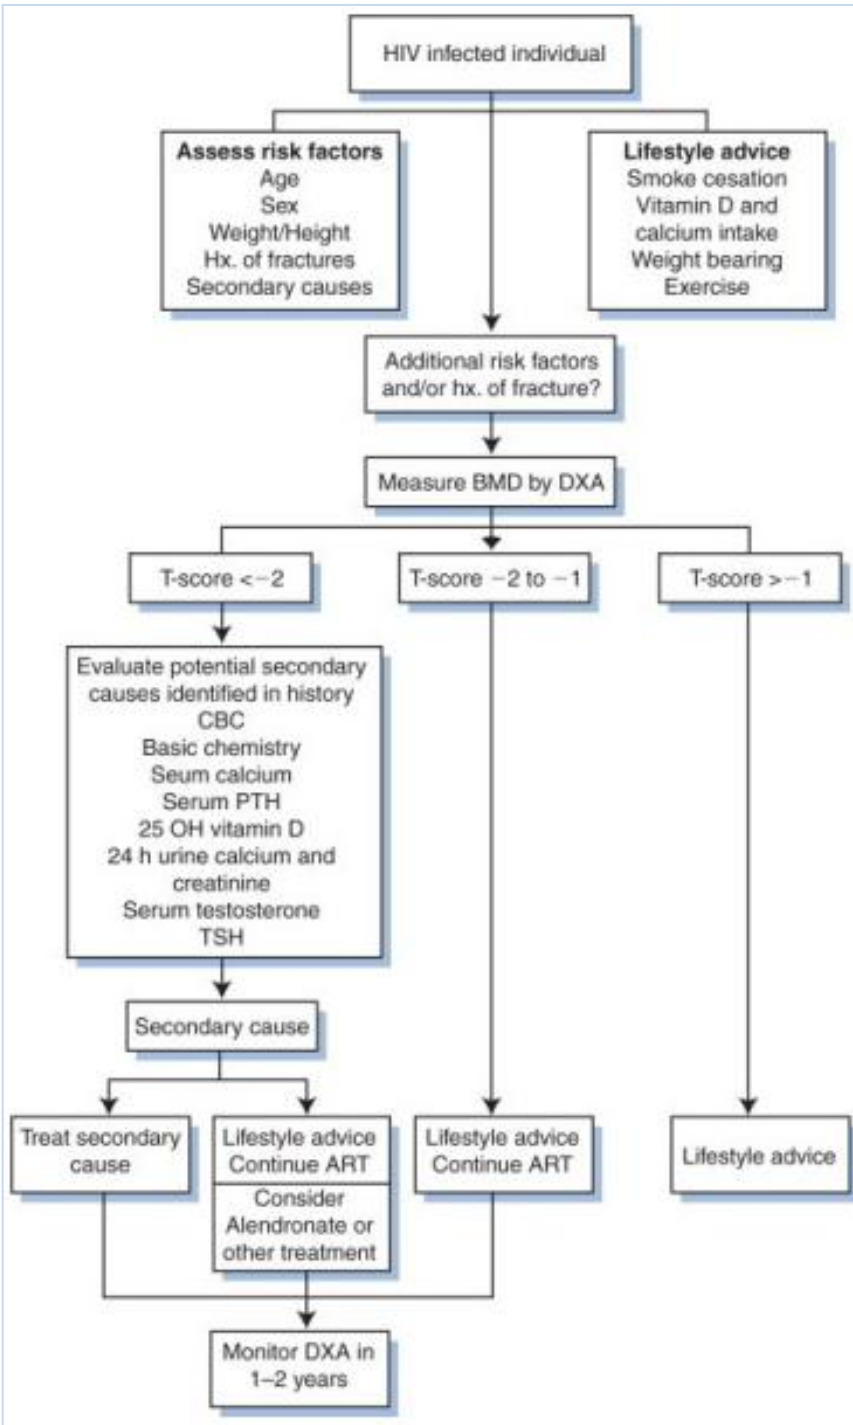 HIV infected individual
Assess risk factors
Age
Sex
Weight/Height
Hx. of fractures
Secondary causes
Lifestyle advice
Smoke cesation
Vitamin D and
calcium intake
Weight bearing
Exercise
Additional risk factors
and/or hx. of fracture?
Measure BMD by DXA
T-score <−2
T-score −2 to −1
T-score >−1
Evaluate potential secondary
causes identified in history
CBC
Basic chemistry
Seum calcium
Serum PTH
25 OH vitamin D
24 h urine calcium and
creatinine
Serum testosterone
TSH
Secondary cause
Treat secondary
cause
Lifestyle advice
Continue ART
Consider
Alendronate or
other treatment
Lifestyle advice
Continue ART
Lifestyle advice
Monitor DXA in
1–2 years